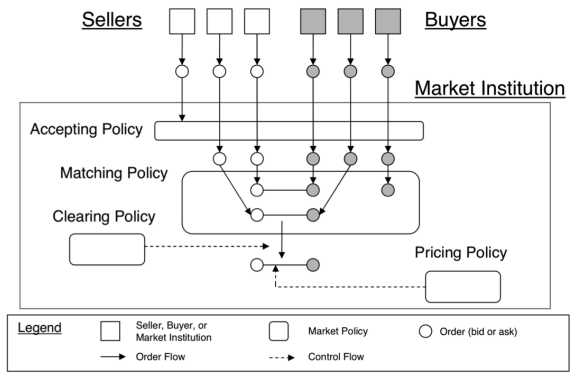 Sellers
Buyers
Market Institution
Accepting Policy
Matching Policy
Clearing Policy
Pricing Policy
Legend
Seller, Buyer, or
Market Institution
Market Policy
Order (bid or ask)
Order Flow
Control Flow